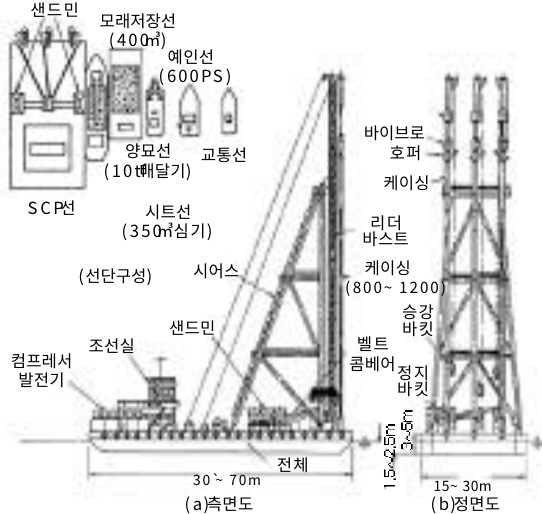 샌드민
모래저장선
(400㎥)
예인선
(600PS)
양묘선
(10t매달기)
교통선
SCP선
시트선
(350㎥심기)
(선단구성)
시어스
샌드민
조선실
컴프레서
발전기
리더
바스트
케이싱
(800~1200)
벨트
콤베어
전체
30~70m
(a)측면도
바이브로
호퍼
케이싱
승강
바킷
정지
바킷
1.5~2.5m
3~5m
15~30m
(b)정면도